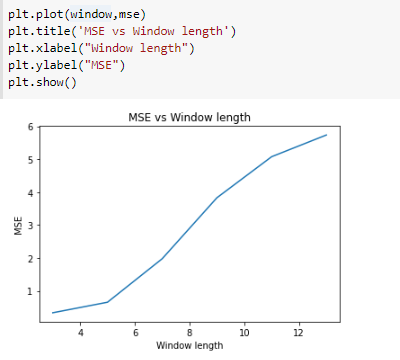 plt.plot(window,mse)
plt.title('MSE vs Window length')
plt.xlabel("Window length")
plt.ylabel("MSE")
plt.show()
MSE vs Window length
6
5
4
3
2
1
MSE
4 6 8 10 12
Window length